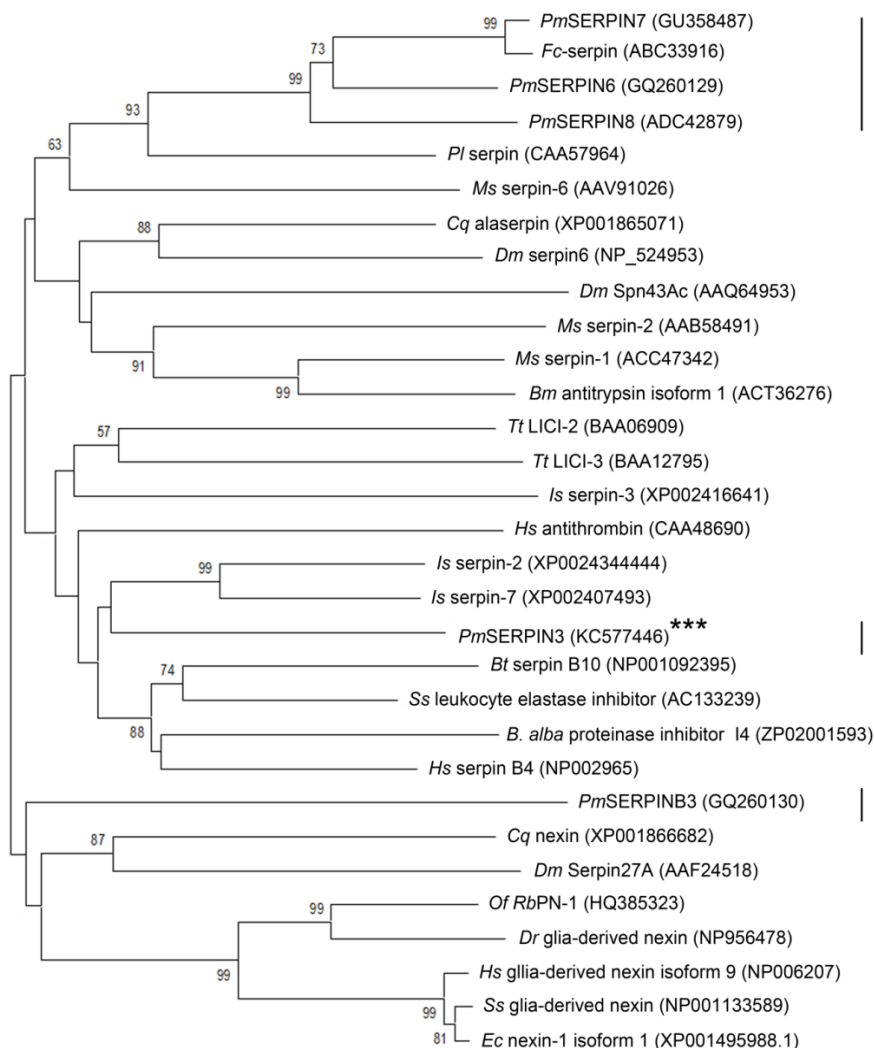 99
PmSERPIN7 (GU358487)
73
Fc-serpin (ABC33916)
99
PmSERPIN6 (GQ260129)
93
PmSERPIN8 (ADC42879)
63
Pl serpin (CAA57964)
Ms serpin-6 (AAV91026)
88
Cq alaserpin (XP001865071)
Dm serpin6 (NP_524953)
Dm Spn43Ac (AAQ64953)
Ms serpin-2 (AAB58491)
91
Ms serpin-1 (ACC47342)
99
Bm antitrypsin isoform 1 (ACT36276)
57
Tt LICI-2 (BAA06909)
Tt LICI-3 (BAA12795)
Is serpin-3 (XP002416641)
Hs antithrombin (CAA48690)
99
Is serpin-2 (XP0024344444)
Is serpin-7 (XP002407493)
PmSERPIN3 (KC577446)***
74
Bt serpin B10 (NP001092395)
Ss leukocyte elastase inhibitor (AC133239)
88
B. alba proteinase inhibitor I4 (ZP02001593)
Hs serpin B4 (NP002965)
PmSERPINB3 (GQ260130)
87
Cq nexin (XP001866682)
Dm Serpin27A (AAF24518)
99
Of RbPN-1 (HQ385323)
Dr glia-derived nexin (NP956478)
99
Hs gllia-derived nexin isoform 9 (NP006207)
99
Ss glia-derived nexin (NP001133589)
81
Ec nexin-1 isoform 1 (XP001495988.1)